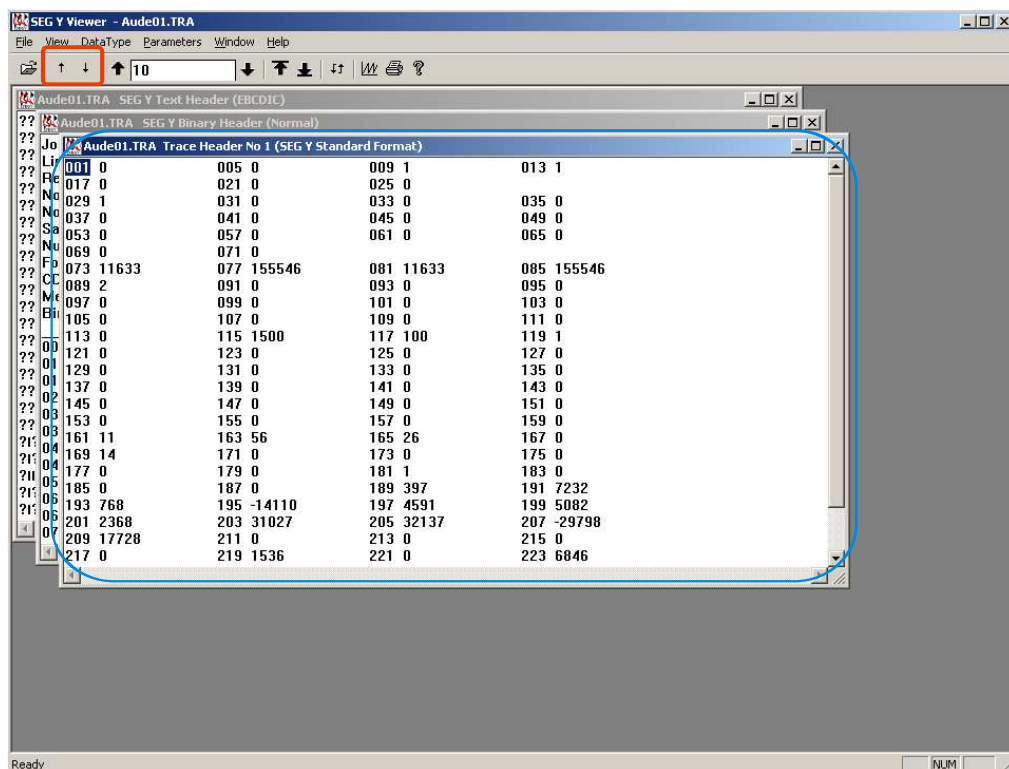 SEG Y Viewer - Aude01.TRA
File View DataType Parameters Window Help
10
Aude01.TRA SEG Y Text Header (EBCDIC)
Aude01.TRA SEG Y Binary Header (Normal)
Aude01.TRA Trace Header No 1 (SEG Y Standard Format)
001 0 005 0 009 1 013 1
017 0 021 0 025 0
029 1 031 0 033 0 035 0
037 0 041 0 045 0 049 0
053 0 057 0 061 0 065 0
069 0 071 0
073 11633 077 155546 081 11633 085 155546
089 2 091 0 093 0 095 0
097 0 099 0 101 0 103 0
105 0 107 0 109 0 111 0
113 0 115 1500 117 100 119 1
121 0 123 0 125 0 127 0
129 0 131 0 133 0 135 0
137 0 139 0 141 0 143 0
145 0 147 0 149 0 151 0
153 0 155 0 157 0 159 0
161 11 163 56 165 26 167 0
169 14 171 0 173 0 175 0
177 0 179 0 181 1 183 0
185 0 187 0 189 397 191 7232
193 768 195 -14110 197 4591 199 5082
201 2368 203 31027 205 32137 207 -29798
209 17728 211 0 213 0 215 0
217 0 219 1536 221 0 223 6846
Ready NUM